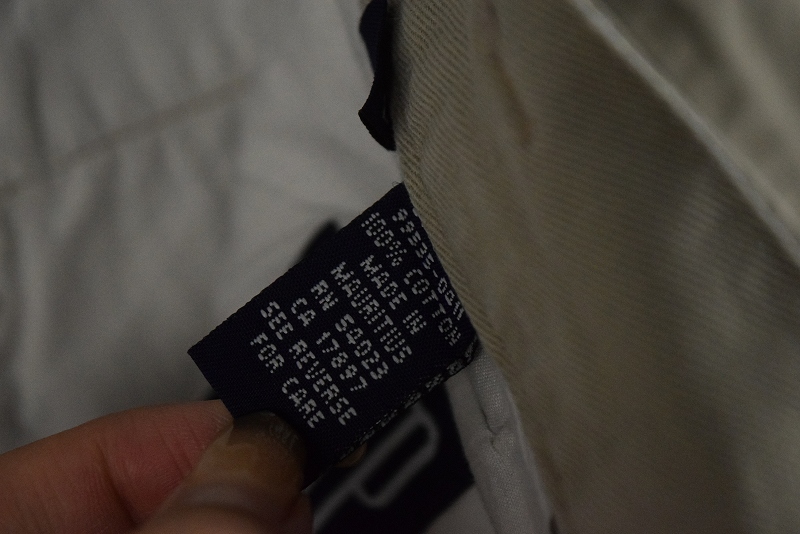 100% COTTON
MADE IN
MAURITIUS
RN 54023
CA 17897
SEE REVERSE
FOR CARE
P